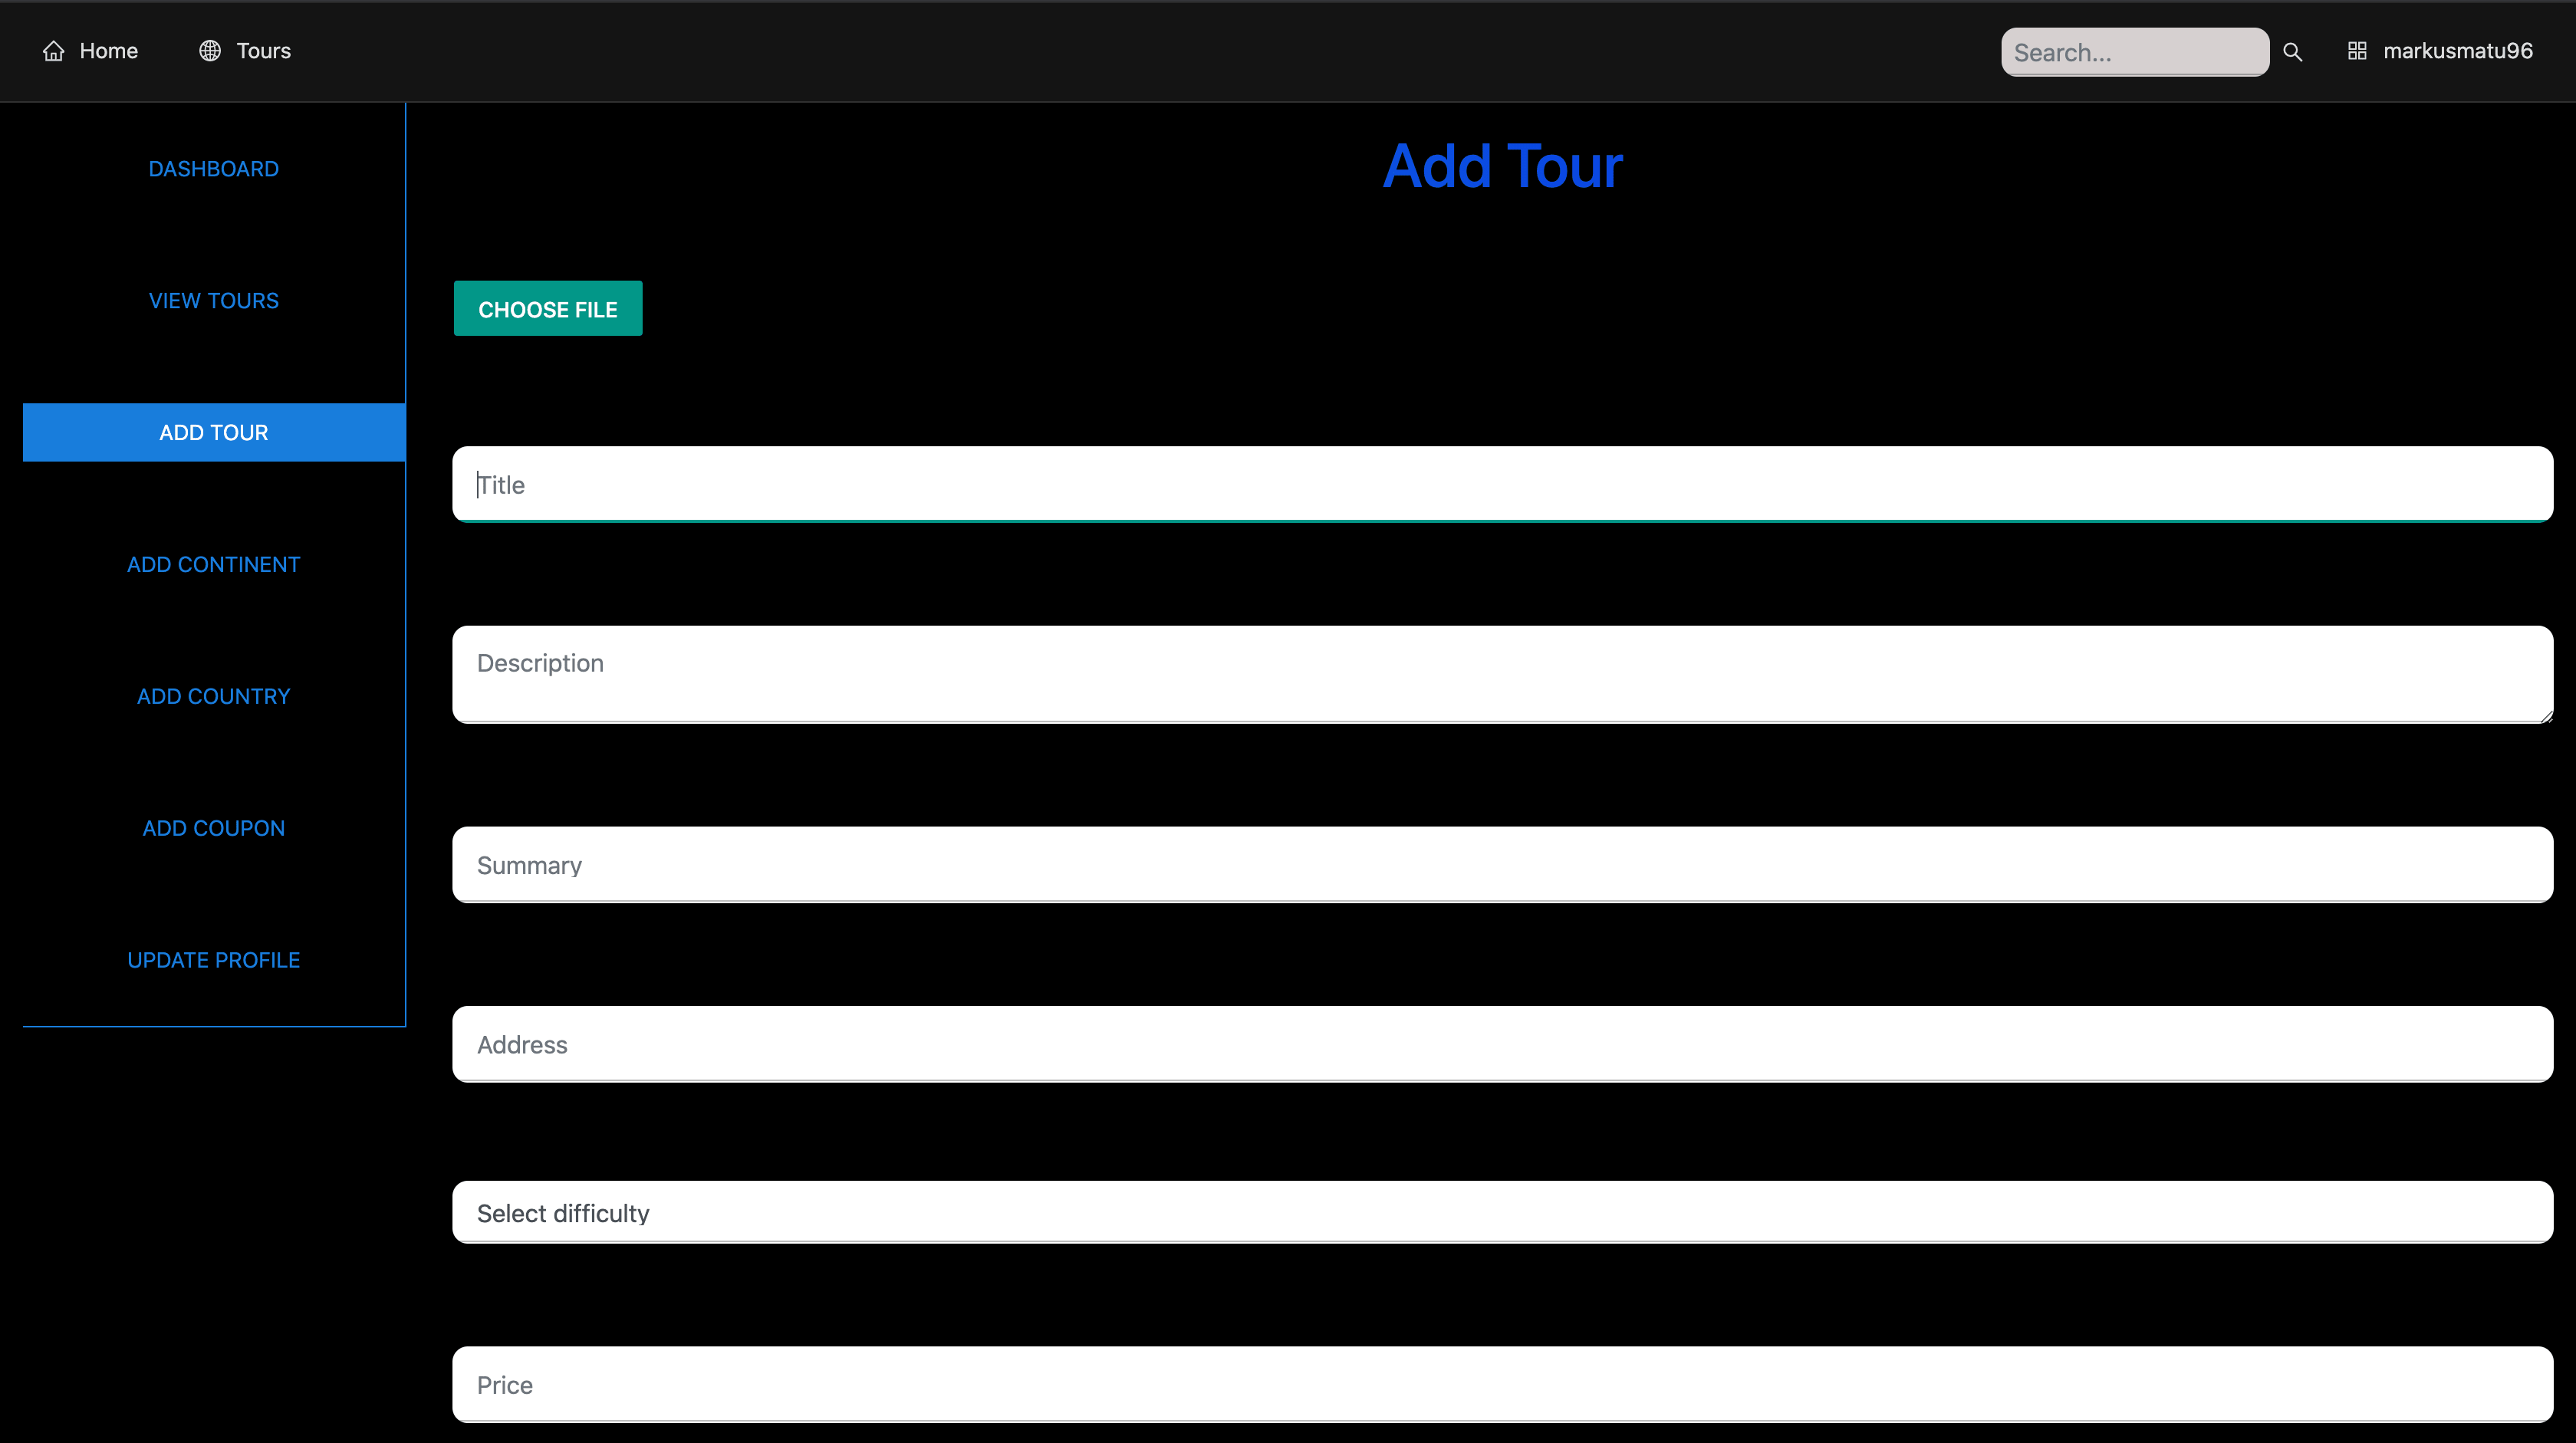 Home
Tours
Search...
markusmatu96
DASHBOARD
VIEW TOURS
ADD TOUR
ADD CONTINENT
ADD COUNTRY
ADD COUPON
UPDATE PROFILE
Add Tour
CHOOSE FILE
Title
Description
Summary
Address
Select difficulty
Price